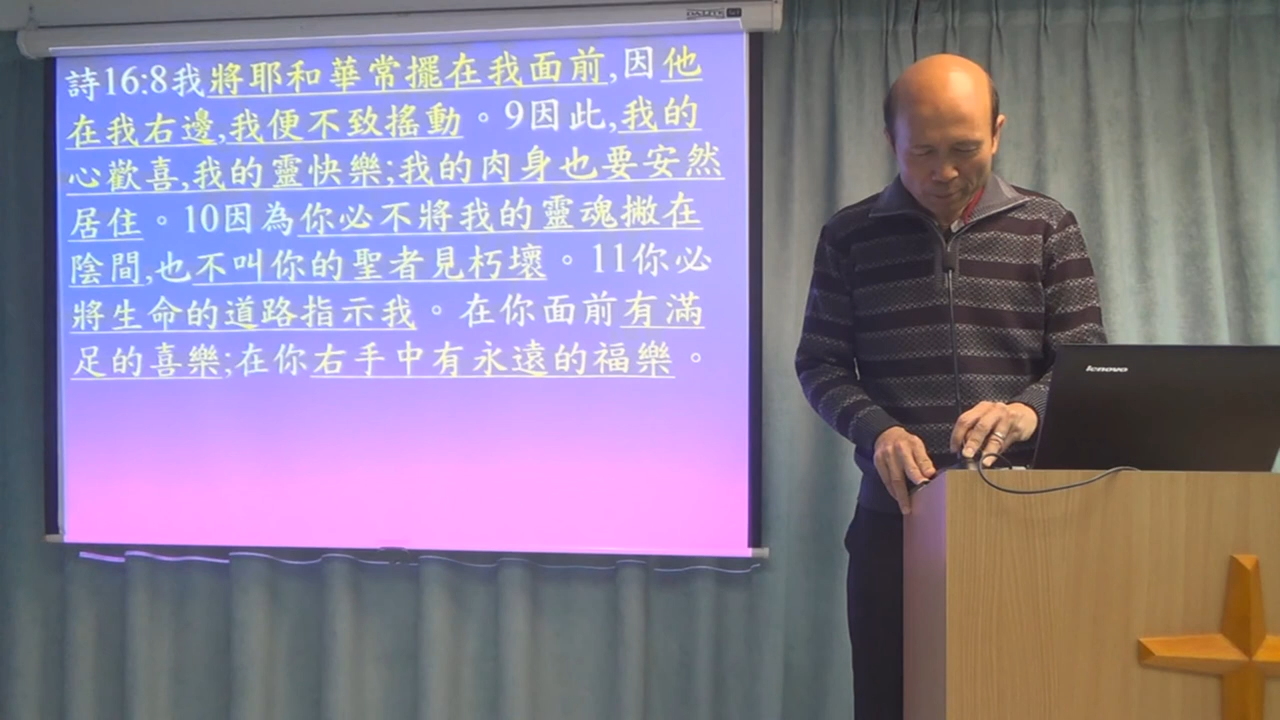 DA-LITE
詩16:8我將耶和華常擺在我面前,因他
在我右邊,我便不致搖動。9因此,我的
心歡喜,我的靈快樂;我的肉身也要安然
居住。10因為你必不將我的靈魂撇在
陰間,也不叫你的聖者見朽壞。11你必
將生命的道路指示我。在你面前有滿
足的喜樂;在你右手中有永遠的福樂。
lenovo